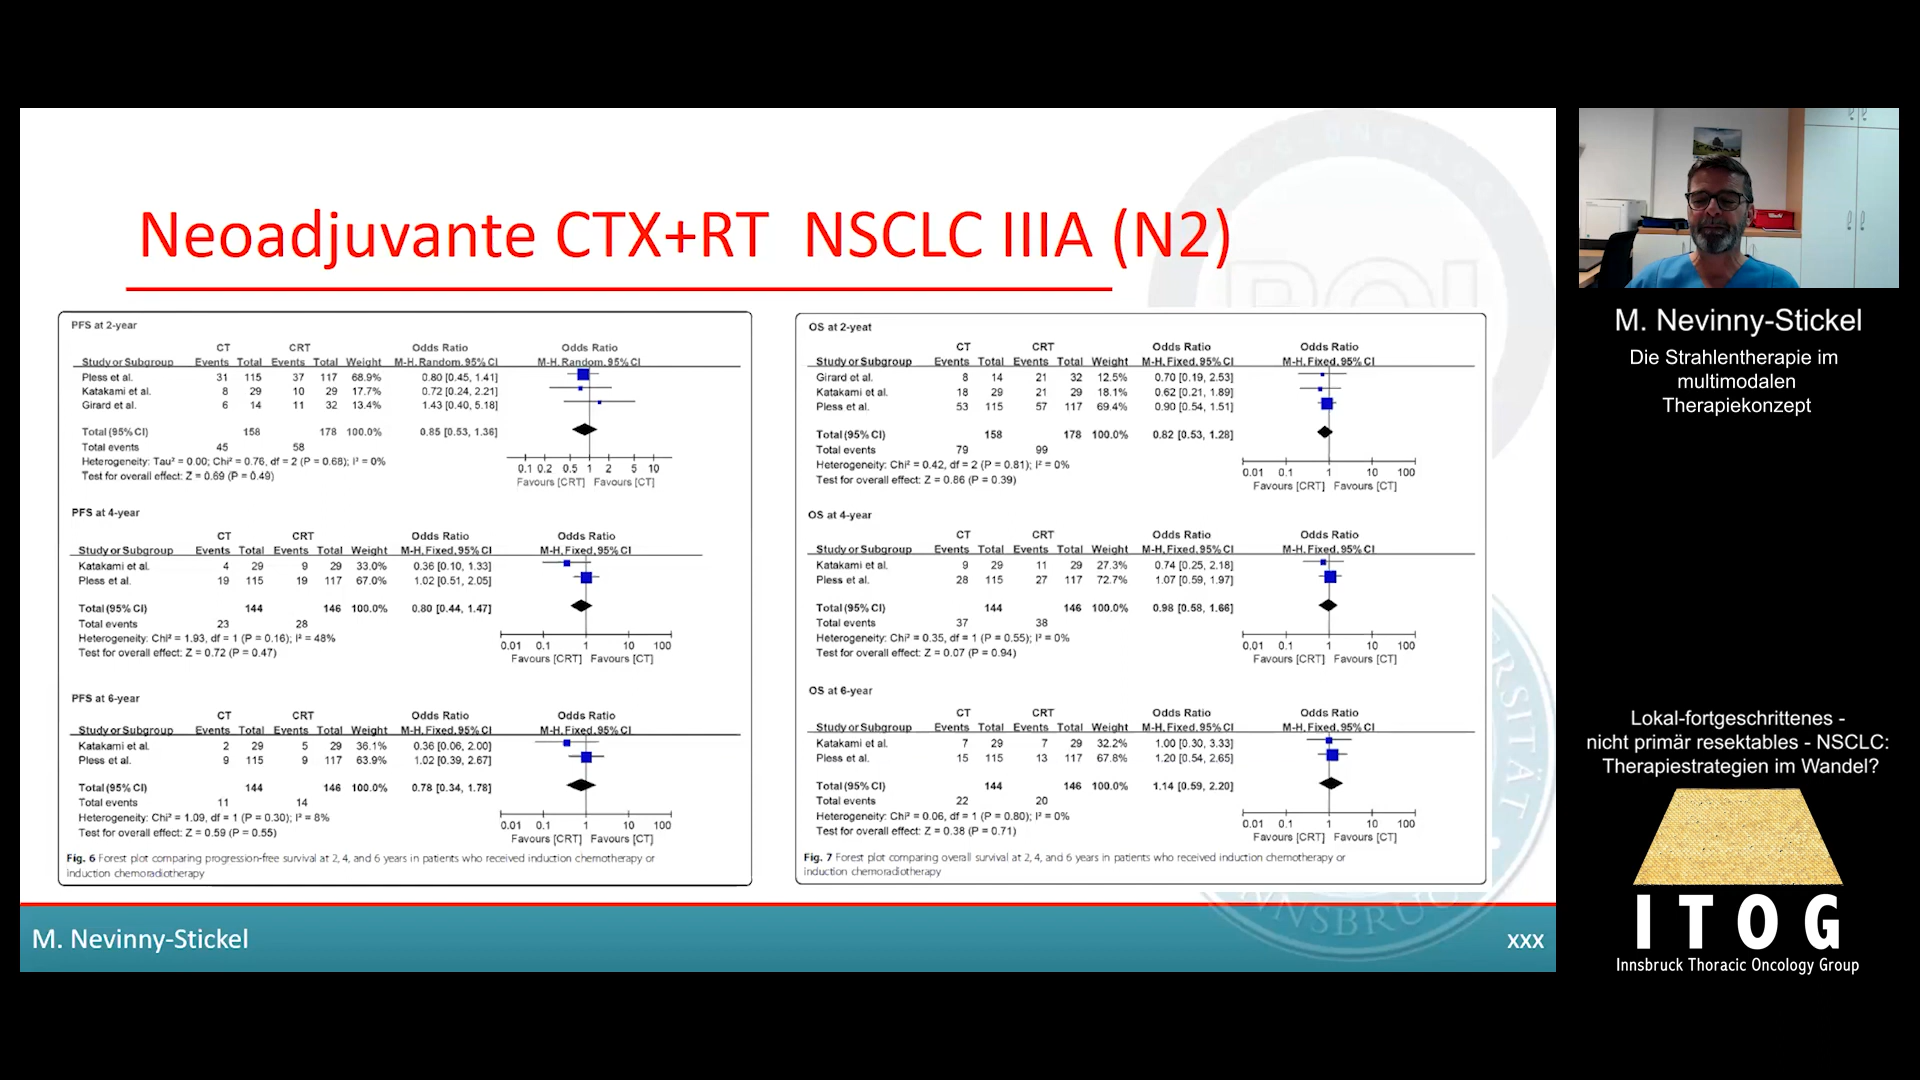 Neoadjuvante CTX+RT NSCLC IIIA (N2)
PFS at 2-year
CT CRT Odds Ratio Odds Ratio
Study or Subgroup Events Total Events Total Weight M-H, Random, 95% CI M-H, Random, 95% CI
Pless et al. 31 115 37 117 68.9% 0.80 [0.45, 1.41]
Katakami et al. 8 29 10 29 17.7% 0.72 [0.24, 2.21]
Girard et al. 6 14 11 32 13.4% 1.43 [0.40, 5.18]
Total (95% CI) 158 178 100.0% 0.85 [0.53, 1.36]
Total events 45 58
Heterogeneity: Tau² = 0.00; Chi² = 0.76, df = 2 (P = 0.68); I² = 0%
Test for overall effect: Z = 0.69 (P = 0.49)
0.1 0.2 0.5 1 2 5 10
Favours [CRT] Favours [CT]
PFS at 4-year
CT CRT Odds Ratio Odds Ratio
Study or Subgroup Events Total Events Total Weight M-H, Fixed, 95% CI M-H, Fixed, 95% CI
Katakami et al. 4 29 9 29 33.0% 0.36 [0.10, 1.33]
Pless et al. 19 115 19 117 67.0% 1.02 [0.51, 2.05]
Total (95% CI) 144 146 100.0% 0.80 [0.44, 1.47]
Total events 23 28
Heterogeneity: Chi² = 1.93, df = 1 (P = 0.16); I² = 48%
Test for overall effect: Z = 0.72 (P = 0.47)
0.01 0.1 1 10 100
Favours [CRT] Favours [CT]
PFS at 6-year
CT CRT Odds Ratio Odds Ratio
Study or Subgroup Events Total Events Total Weight M-H, Fixed, 95% CI M-H, Fixed, 95% CI
Katakami et al. 2 29 5 29 36.1% 0.36 [0.06, 2.00]
Pless et al. 9 115 9 117 63.9% 1.02 [0.39, 2.67]
Total (95% CI) 144 146 100.0% 0.78 [0.34, 1.78]
Total events 11 14
Heterogeneity: Chi² = 1.09, df = 1 (P = 0.30); I² = 8%
Test for overall effect: Z = 0.59 (P = 0.55)
0.01 0.1 1 10 100
Favours [CRT] Favours [CT]
Fig. 6 Forest plot comparing progression-free survival at 2, 4, and 6 years in patients who received induction chemotherapy or
induction chemoradiotherapy
OS at 2-yeat
CT CRT Odds Ratio Odds Ratio
Study or Subgroup Events Total Events Total Weight M-H, Fixed, 95% CI M-H, Fixed, 95% CI
Girard et al. 8 14 21 32 12.5% 0.70 [0.19, 2.53]
Katakami et al. 18 29 21 29 18.1% 0.62 [0.21, 1.89]
Pless et al. 53 115 57 117 69.4% 0.90 [0.54, 1.51]
Total (95% CI) 158 178 100.0% 0.82 [0.53, 1.28]
Total events 79 99
Heterogeneity: Chi² = 0.42, df = 2 (P = 0.81); I² = 0%
Test for overall effect: Z = 0.86 (P = 0.39)
0.01 0.1 1 10 100
Favours [CRT] Favours [CT]
OS at 4-year
CT CRT Odds Ratio Odds Ratio
Study or Subgroup Events Total Events Total Weight M-H, Fixed, 95% CI M-H, Fixed, 95% CI
Katakami et al. 9 29 11 29 27.3% 0.74 [0.25, 2.18]
Pless et al. 28 115 27 117 72.7% 1.07 [0.59, 1.97]
Total (95% CI) 144 146 100.0% 0.98 [0.58, 1.66]
Total events 37 38
Heterogeneity: Chi² = 0.35, df = 1 (P = 0.55); I² = 0%
Test for overall effect: Z = 0.07 (P = 0.94)
0.01 0.1 1 10 100
Favours [CRT] Favours [CT]
OS at 6-year
CT CRT Odds Ratio Odds Ratio
Study or Subgroup Events Total Events Total Weight M-H, Fixed, 95% CI M-H, Fixed, 95% CI
Katakami et al. 7 29 7 29 32.2% 1.00 [0.30, 3.33]
Pless et al. 15 115 13 117 67.8% 1.20 [0.54, 2.65]
Total (95% CI) 144 146 100.0% 1.14 [0.59, 2.20]
Total events 22 20
Heterogeneity: Chi² = 0.06, df = 1 (P = 0.80); I² = 0%
Test for overall effect: Z = 0.38 (P = 0.71)
0.01 0.1 1 10 100
Favours [CRT] Favours [CT]
Fig. 7 Forest plot comparing overall survival at 2, 4, and 6 years in patients who received induction chemotherapy or
induction chemoradiotherapy
M. Nevinny-Stickel
xxx
M. Nevinny-Stickel
Die Strahlentherapie im
multimodalen
Therapiekonzept
Lokal-fortgeschrittenes -
nicht primär resektables - NSCLC:
Therapiestrategien im Wandel?
ITOG
Innsbruck Thoracic Oncology Group